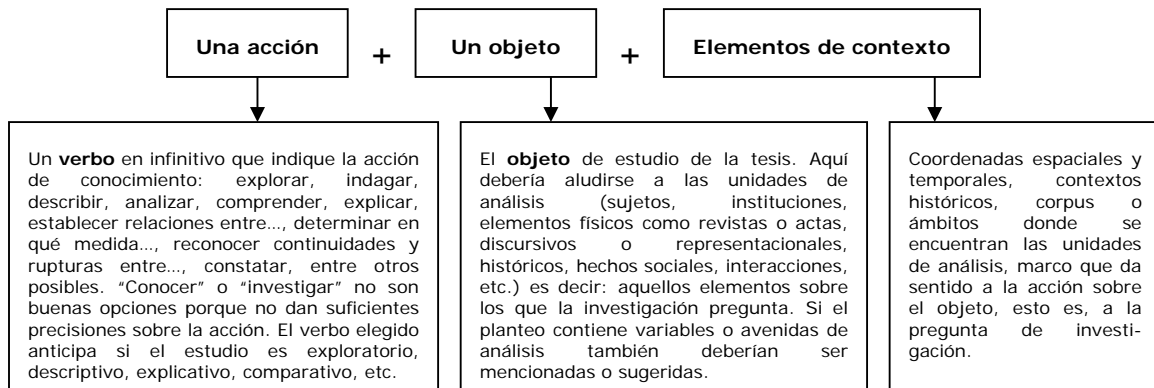 Una acción
+
Un objeto
+
Elementos de contexto
Un verbo en infinitivo que indique la acción
de conocimiento: explorar, indagar,
describir, analizar, comprender, explicar,
establecer relaciones entre..., determinar en
qué medida..., reconocer continuidades y
rupturas entre..., constatar, entre otros
posibles. “Conocer” o “investigar” no son
buenas opciones porque no dan suficientes
precisiones sobre la acción. El verbo elegido
anticipa si el estudio es exploratorio,
descriptivo, explicativo, comparativo, etc.
El objeto de estudio de la tesis. Aquí
debería aludirse a las unidades de
análisis (sujetos, instituciones,
elementos físicos como revistas o actas,
discursivos o representacionales,
históricos, hechos sociales, interacciones,
etc.) es decir: aquellos elementos sobre
los que la investigación pregunta. Si el
planteo contiene variables o avenidas de
análisis también deberían ser
mencionadas o sugeridas.
Coordenadas espaciales y
temporales, contextos
históricos, corpus o
ámbitos donde se
encuentran las unidades
de análisis, marco que da
sentido a la acción sobre
el objeto, esto es, a la
pregunta de investi-
gación.